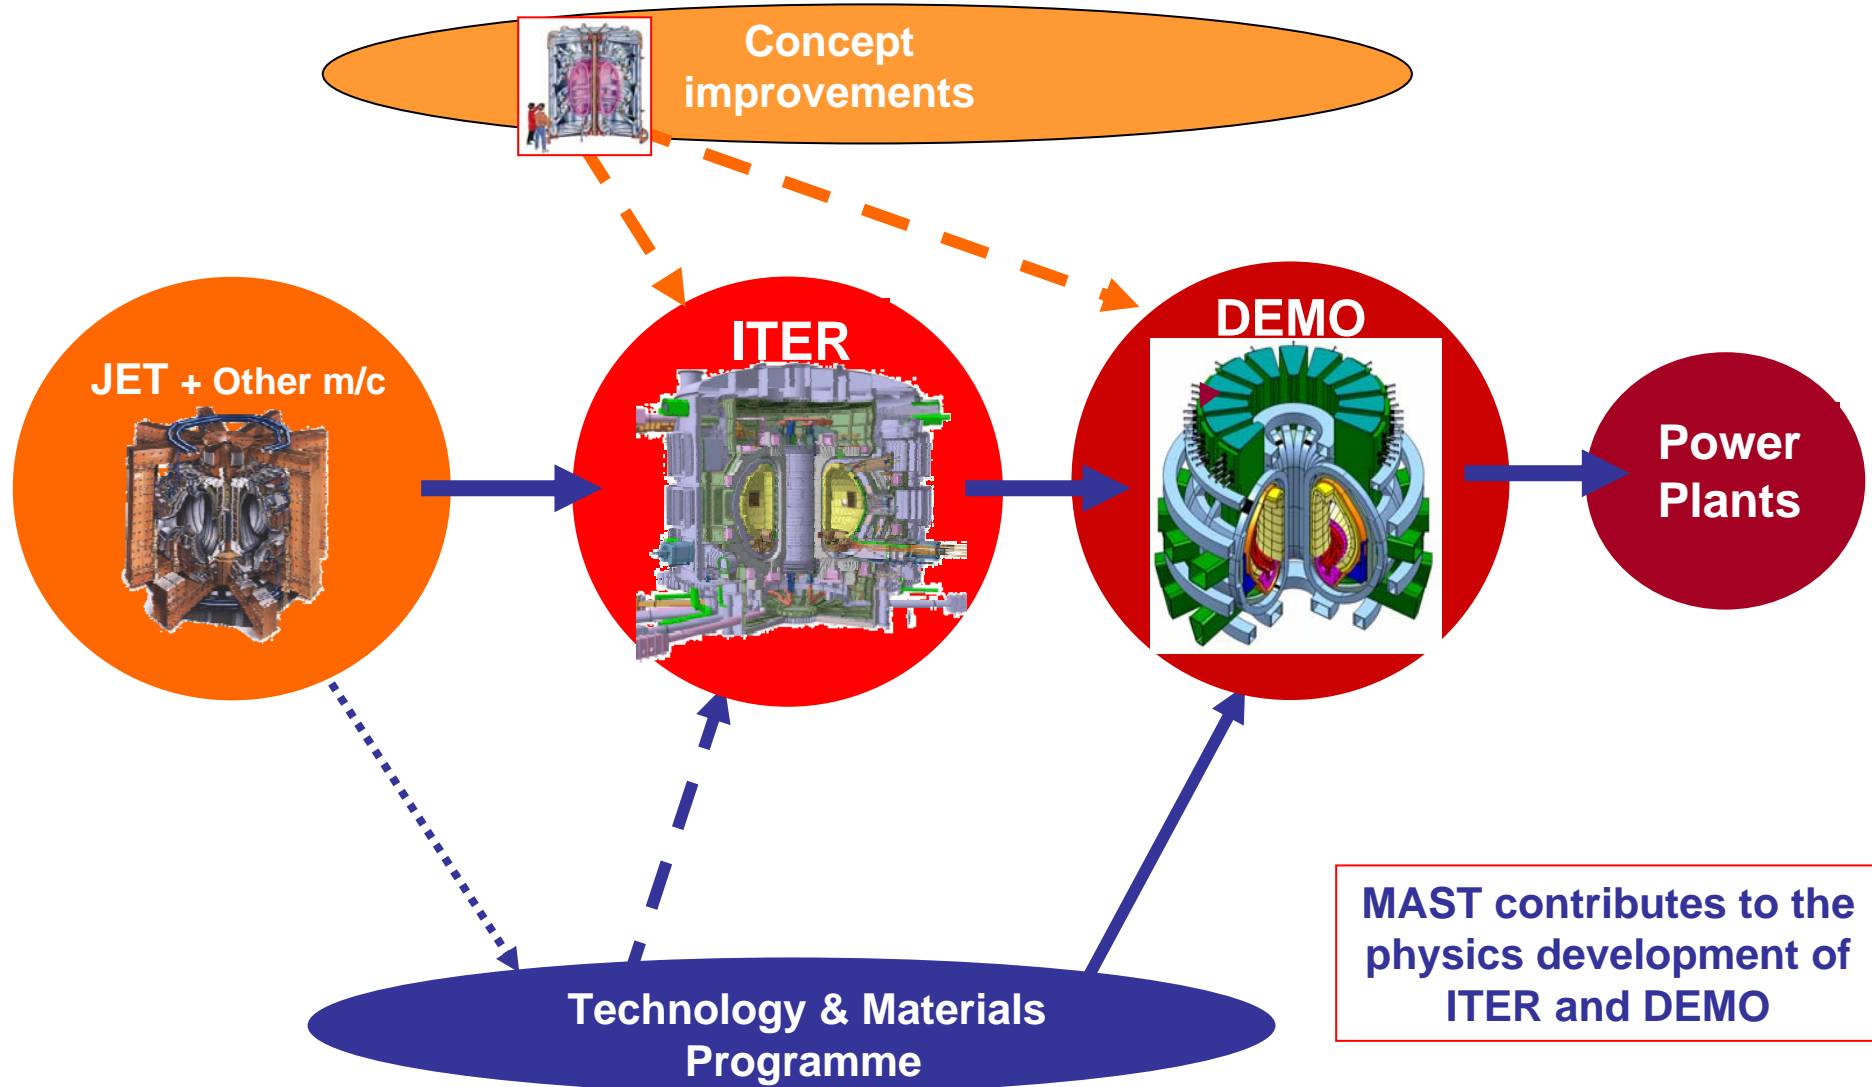 Concept
improvements
JET + Other m/c
ITER
DEMO
Power
Plants
Technology & Materials
Programme
MAST contributes to the
physics development of
ITER and DEMO